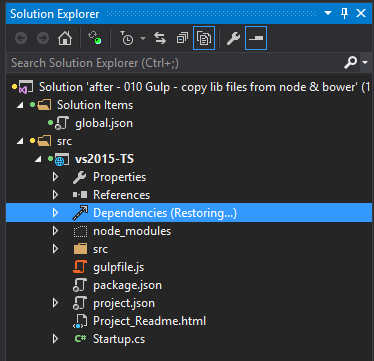 Solution Explorer
Search Solution Explorer (Ctrl+;)
Solution 'after - 010 Gulp - copy lib files from node & bower'
Solution Items
global.json
src
vs2015-TS
Properties
References
Dependencies (Restoring...)
node_modules
src
gulpfile.js
package.json
project.json
Project_Readme.html
C# Startup.cs